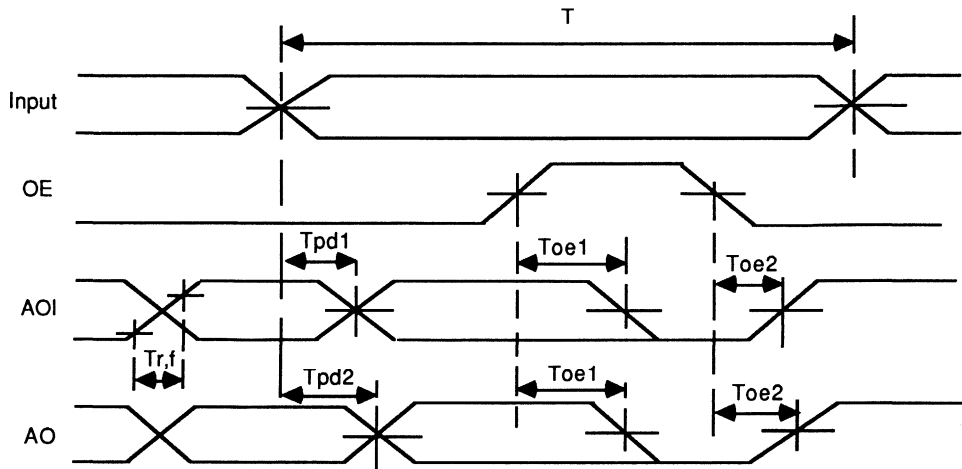 T
Input
OE
Tpd1
Toe1
Toe2
AOI
Tr,f
Tpd2
Toe1
Toe2
AO